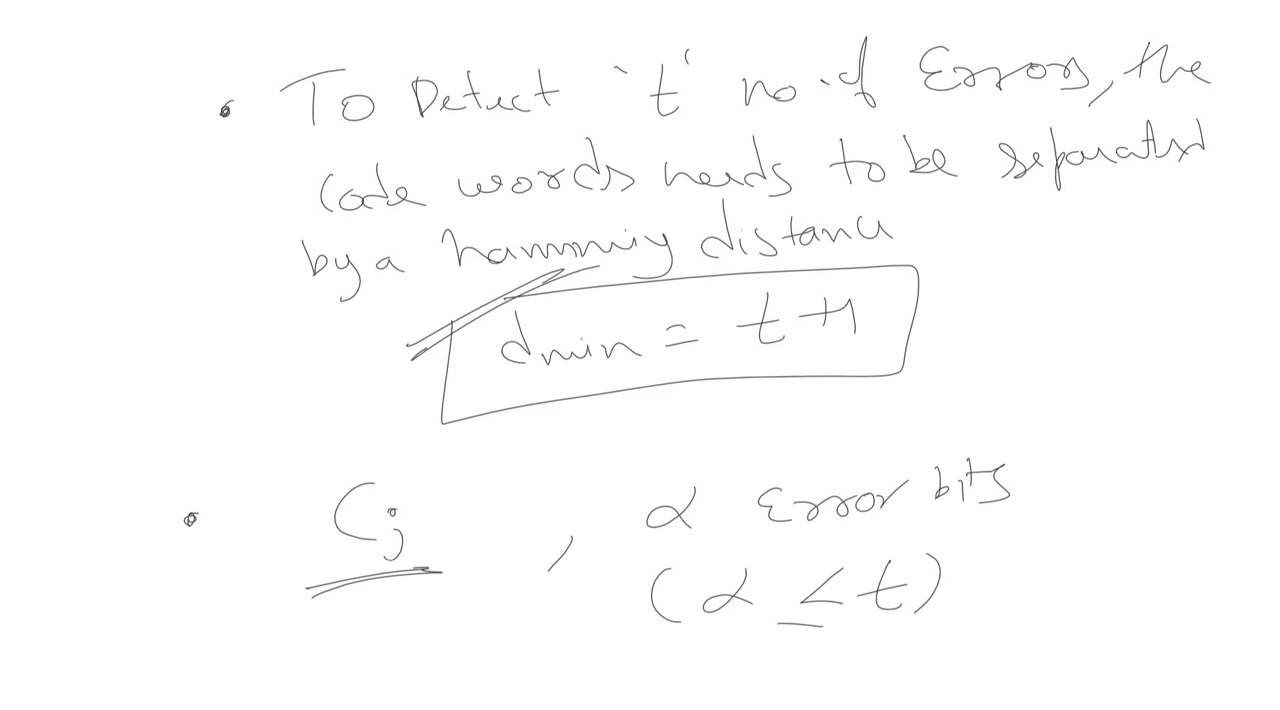 • To Detect 't' no. of Errors, the
code words needs to be separated
by a hamming distance
dmin = t+1
• Cj , α Error bits
(α ≤ t)